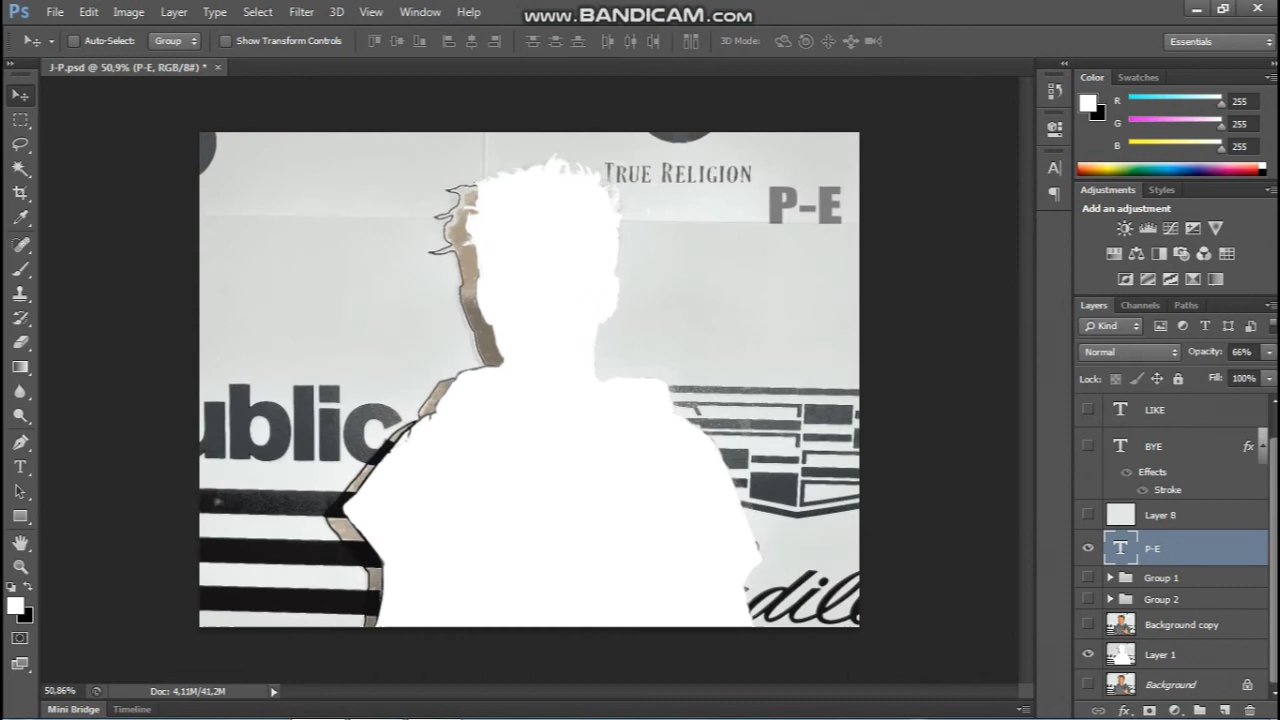 www.BANDICAM.com
Ps File Edit Image Layer Type Select Filter 3D View Window Help
Auto-Select: Group Show Transform Controls 3D Mode: Essentials
J-P.psd @ 50,9% (P-E, RGB/8#) * ×
Color Swatches
R 255
G 255
B 255
Adjustments Styles
Add an adjustment
TRUE RELIGION
P-E
ublic
dill
Layers Channels Paths
Kind
Normal Opacity: 66%
Lock: Fill: 100%
T LIKE
T BYE fx
Effects
Stroke
Layer 8
T P-E
Group 1
Group 2
Background copy
Layer 1
Background
50,86% Doc: 4,11M/41,2M
Mini Bridge Timeline